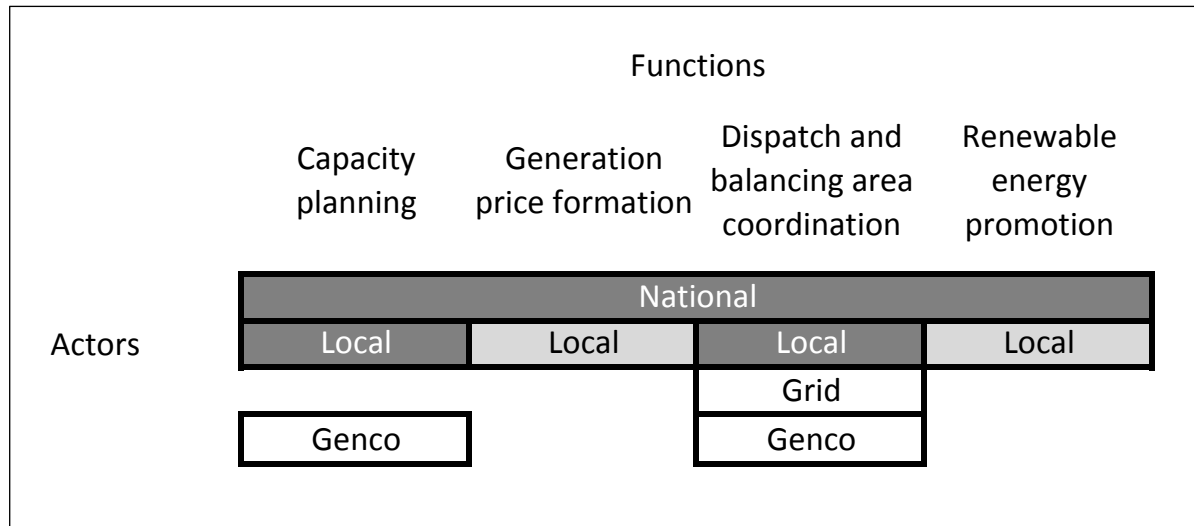 Functions
Capacity
planning
Generation
price formation
Dispatch and
balancing area
coordination
Renewable
energy
promotion
National
Actors
Local
Local
Local
Local
Grid
Genco
Genco